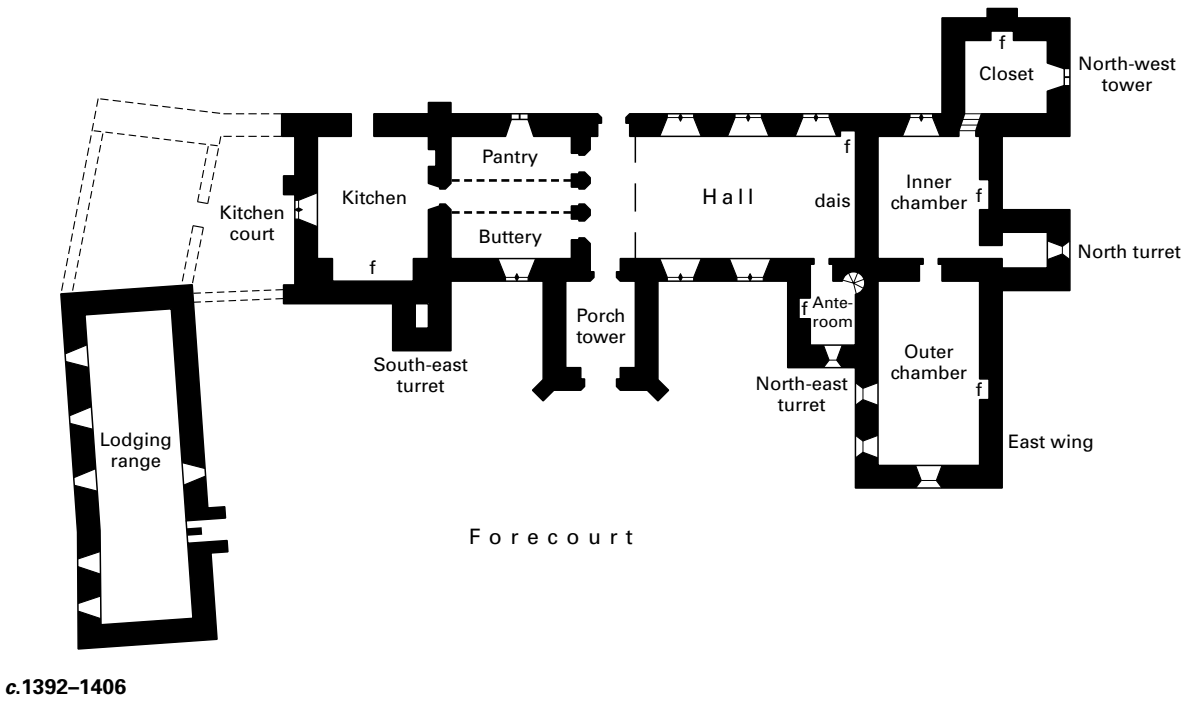 f
Closet
North-west
tower
Pantry
f
Hall
dais
Inner
chamber
f
Kitchen
court
Kitchen
Buttery
North turret
f
f
Ante-
room
Porch
tower
Outer
chamber
f
South-east
turret
North-east
turret
East wing
Lodging
range
Forecourt
c.1392–1406